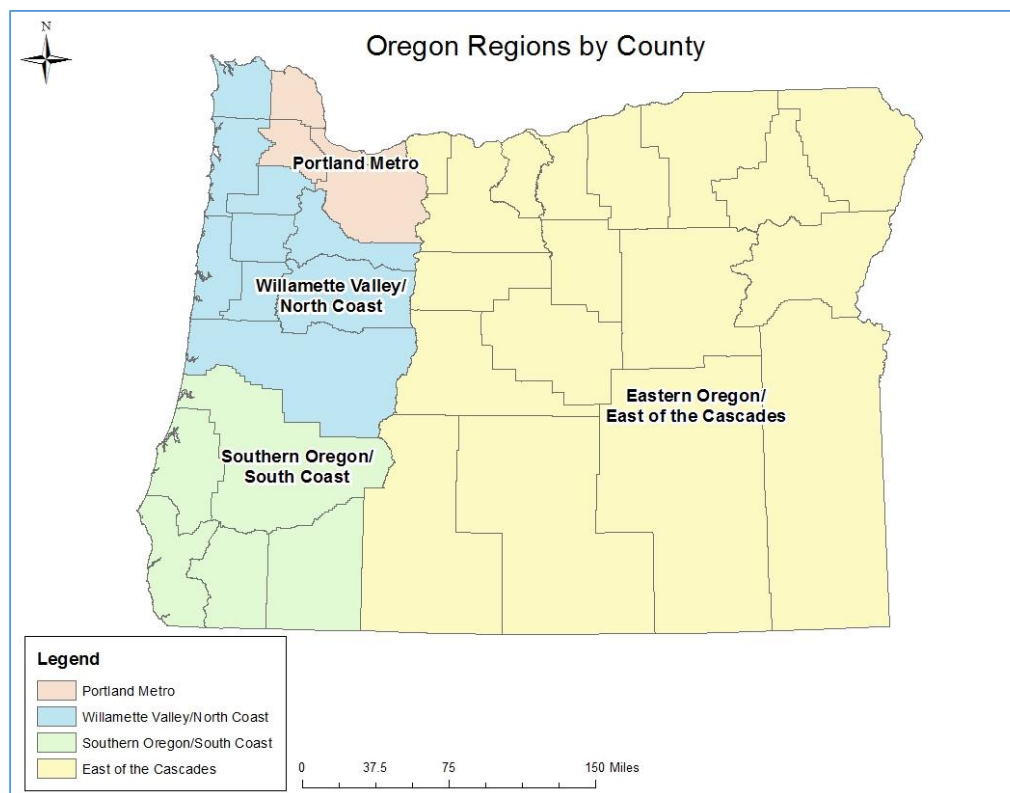 N
Oregon Regions by County
Portland Metro
Willamette Valley/
North Coast
Eastern Oregon/
East of the Cascades
Southern Oregon/
South Coast
Legend
Portland Metro
Willamette Valley/North Coast
Southern Oregon/South Coast
East of the Cascades
0 37.5 75 150 Miles